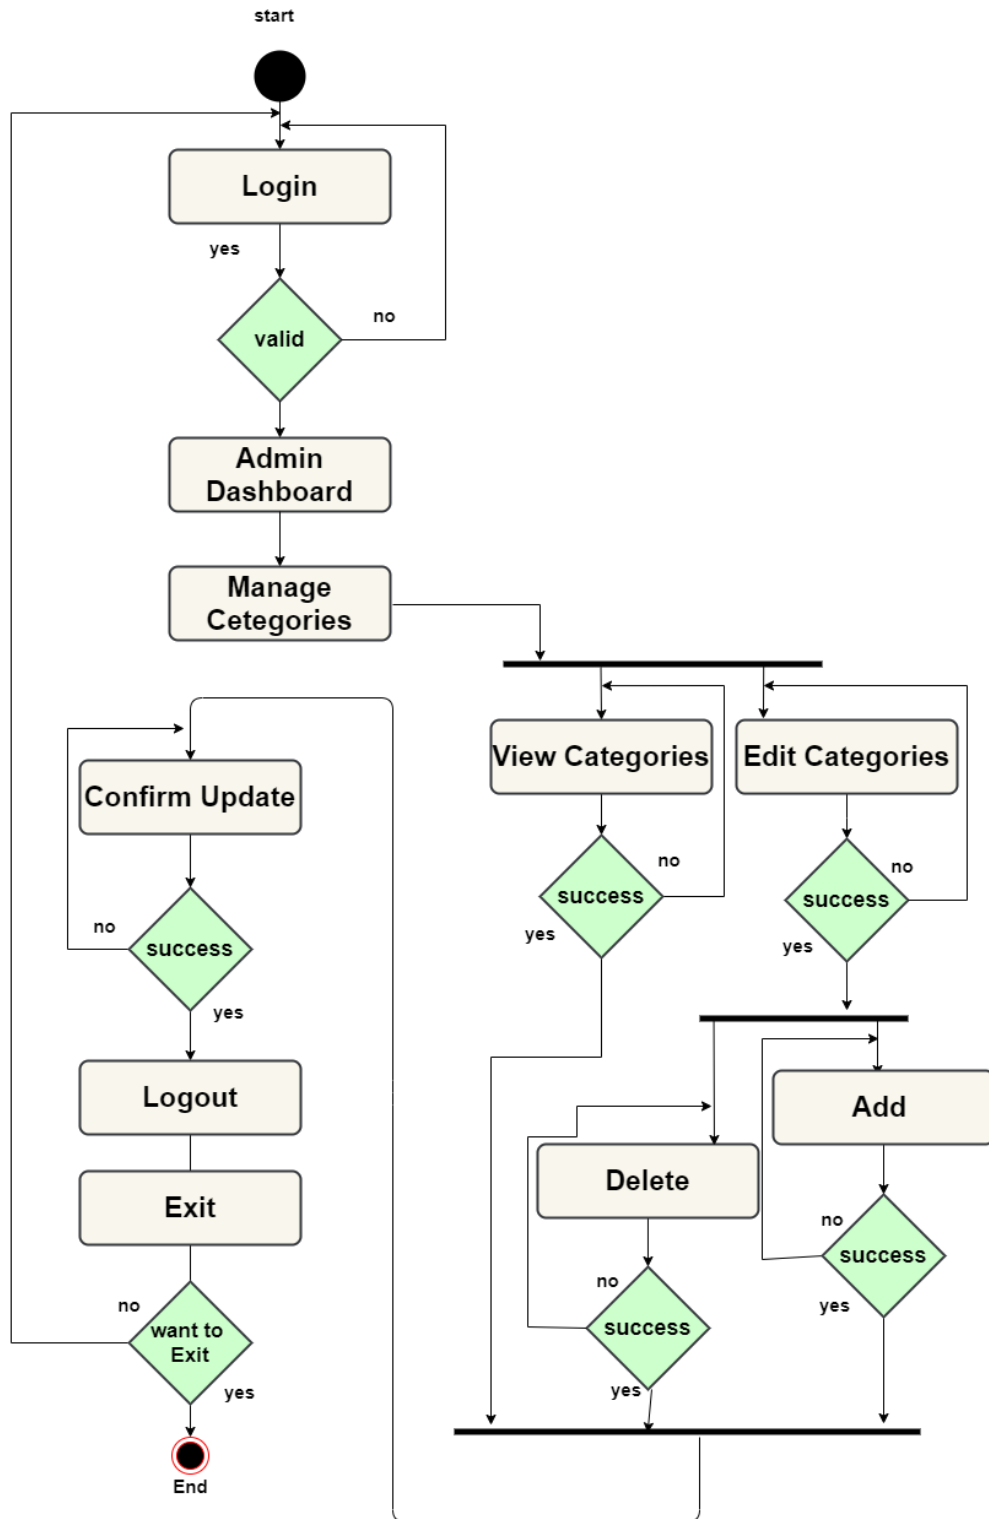 start
Login
yes
valid
no
Admin
Dashboard
Manage
Cetegories
View Categories
Edit Categories
success
no
yes
success
no
yes
Confirm Update
no
success
yes
Logout
Exit
no
want to
Exit
yes
End
Delete
no
success
yes
Add
no
success
yes